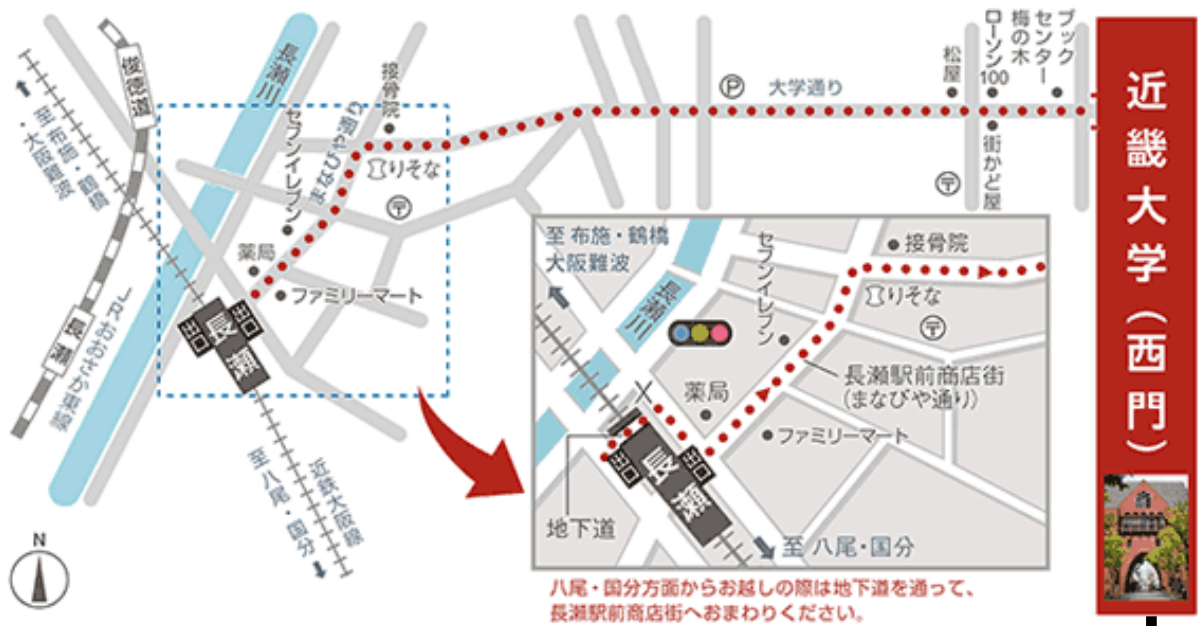 俊徳道
長瀬
JRおおさか東線
長瀬川
至 布施・鶴橋
・大阪難波
セブンイレブン
まなびや通り
接骨院
りそな
〒
薬局
ファミリーマート
出口
出口
長瀬
至 八尾・国分
近鉄大阪線
N
P
大学通り
松屋
ローソン100
梅の木
ブック
センター
街かど屋
〒
近畿大学(西門)
至 布施・鶴橋
大阪難波
長瀬川
セブンイレブン
接骨院
りそな
〒
薬局
長瀬駅前商店街
(まなびや通り)
ファミリーマート
出口
出口
長瀬
地下道
至 八尾・国分
八尾・国分方面からお越しの際は地下道を通って、
長瀬駅前商店街へおまわりください。